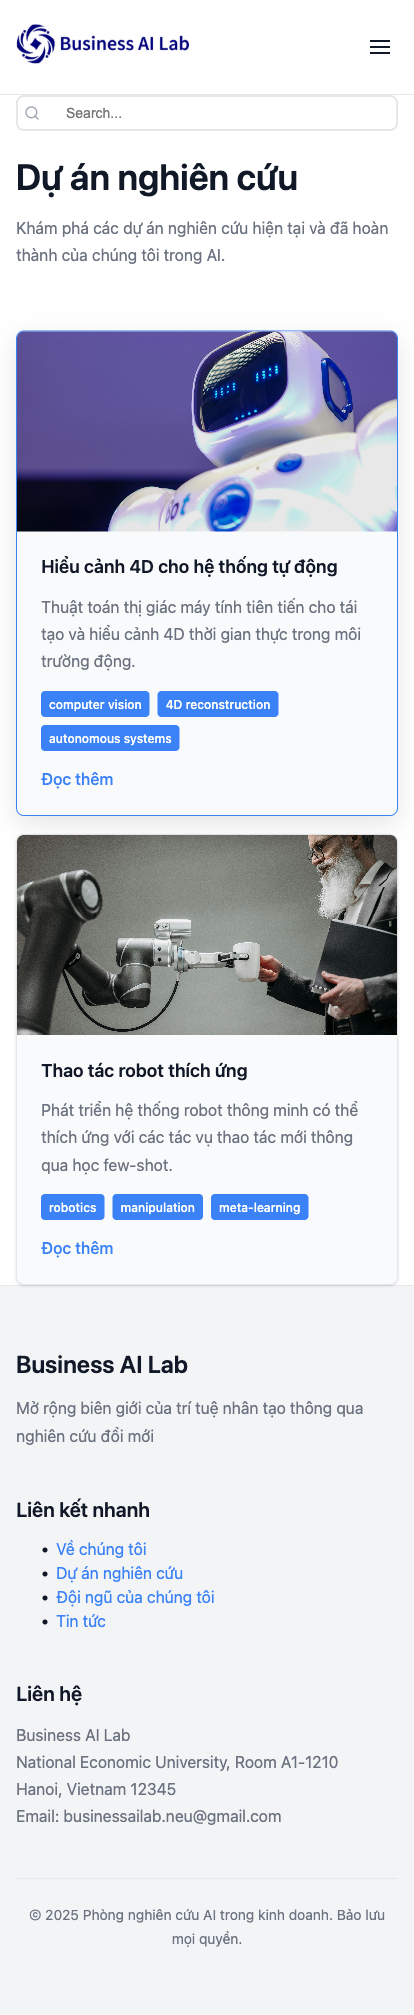 Business AI Lab
Search...
Dự án nghiên cứu
Khám phá các dự án nghiên cứu hiện tại và đã hoàn
thành của chúng tôi trong AI.
Hiểu cảnh 4D cho hệ thống tự động
Thuật toán thị giác máy tính tiên tiến cho tái
tạo và hiểu cảnh 4D thời gian thực trong môi
trường động.
computer vision 4D reconstruction
autonomous systems
Đọc thêm
Thao tác robot thích ứng
Phát triển hệ thống robot thông minh có thể
thích ứng với các tác vụ thao tác mới thông
qua học few-shot.
robotics manipulation meta-learning
Đọc thêm
Business AI Lab
Mở rộng biên giới của trí tuệ nhân tạo thông qua
nghiên cứu đổi mới
Liên kết nhanh
• Về chúng tôi
• Dự án nghiên cứu
• Đội ngũ của chúng tôi
• Tin tức
Liên hệ
Business AI Lab
National Economic University, Room A1-1210
Hanoi, Vietnam 12345
Email: businessailab.neu@gmail.com
© 2025 Phòng nghiên cứu AI trong kinh doanh. Bảo lưu
mọi quyền.